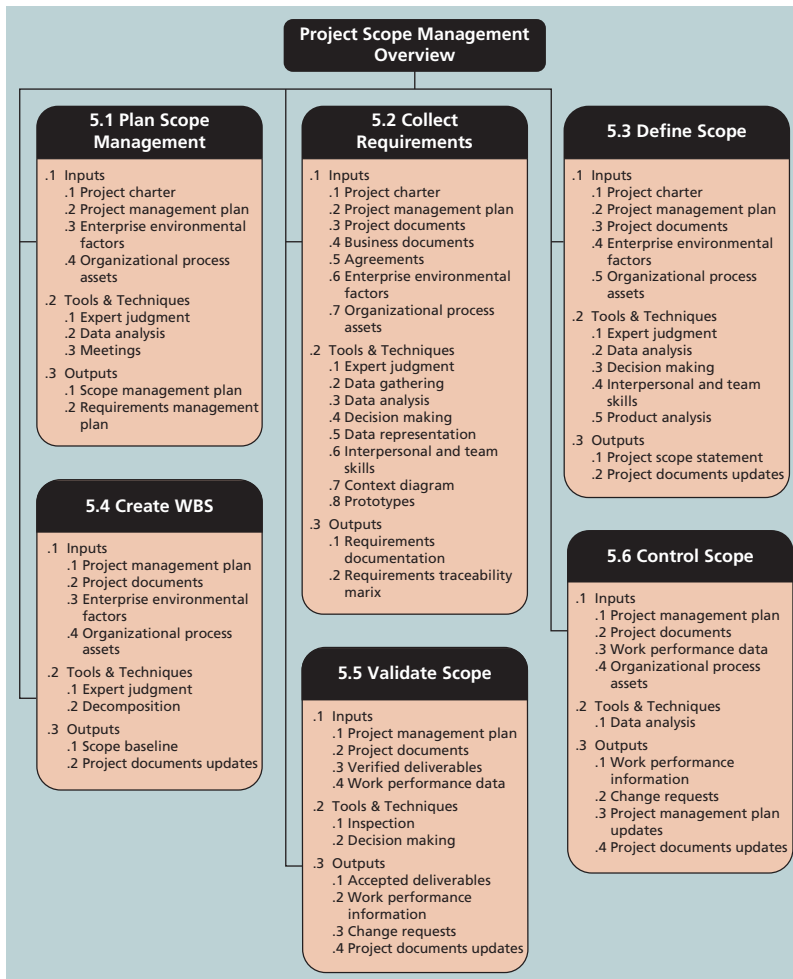 Project Scope Management
Overview
5.1 Plan Scope
Management
.1 Inputs
.1 Project charter
.2 Project management plan
.3 Enterprise environmental
factors
.4 Organizational process
assets
.2 Tools & Techniques
.1 Expert judgment
.2 Data analysis
.3 Meetings
.3 Outputs
.1 Scope management plan
.2 Requirements management
plan
5.2 Collect
Requirements
.1 Inputs
.1 Project charter
.2 Project management plan
.3 Project documents
.4 Business documents
.5 Agreements
.6 Enterprise environmental
factors
.7 Organizational process
assets
.2 Tools & Techniques
.1 Expert judgment
.2 Data gathering
.3 Data analysis
.4 Decision making
.5 Data representation
.6 Interpersonal and team
skills
.7 Context diagram
.8 Prototypes
.3 Outputs
.1 Requirements
documentation
.2 Requirements traceability
marix
5.3 Define Scope
.1 Inputs
.1 Project charter
.2 Project management plan
.3 Project documents
.4 Enterprise environmental
factors
.5 Organizational process
assets
.2 Tools & Techniques
.1 Expert judgment
.2 Data analysis
.3 Decision making
.4 Interpersonal and team
skills
.5 Product analysis
.3 Outputs
.1 Project scope statement
.2 Project documents updates
5.4 Create WBS
.1 Inputs
.1 Project management plan
.2 Project documents
.3 Enterprise environmental
factors
.4 Organizational process
assets
.2 Tools & Techniques
.1 Expert judgment
.2 Decomposition
.3 Outputs
.1 Scope baseline
.2 Project documents updates
5.5 Validate Scope
.1 Inputs
.1 Project management plan
.2 Project documents
.3 Verified deliverables
.4 Work performance data
.2 Tools & Techniques
.1 Inspection
.2 Decision making
.3 Outputs
.1 Accepted deliverables
.2 Work performance
information
.3 Change requests
.4 Project documents updates
5.6 Control Scope
.1 Inputs
.1 Project management plan
.2 Project documents
.3 Work performance data
.4 Organizational process
assets
.2 Tools & Techniques
.1 Data analysis
.3 Outputs
.1 Work performance
information
.2 Change requests
.3 Project management plan
updates
.4 Project documents updates